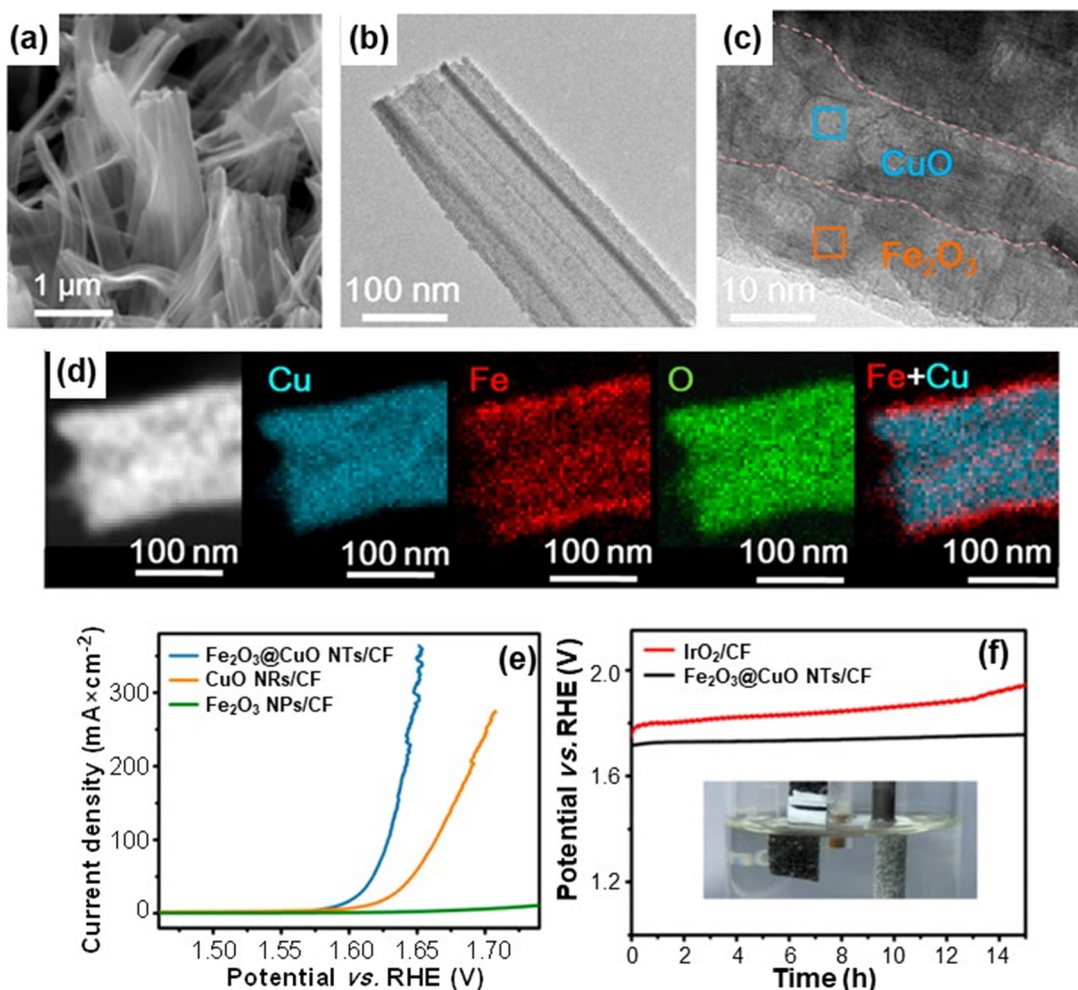 (a)
1 µm
(b)
100 nm
(c)
CuO
Fe₂O₃
10 nm
(d)
Cu
Fe
O
Fe+Cu
100 nm
100 nm
100 nm
100 nm
100 nm
(e)
Current density (mA×cm⁻²)
300
200
100
0
Fe₂O₃@CuO NTs/CF
CuO NRs/CF
Fe₂O₃ NPs/CF
1.50 1.55 1.60 1.65 1.70
Potential vs. RHE (V)
(f)
Potential vs. RHE (V)
2.0
1.6
1.2
IrO₂/CF
Fe₂O₃@CuO NTs/CF
0 2 4 6 8 10 12 14
Time (h)